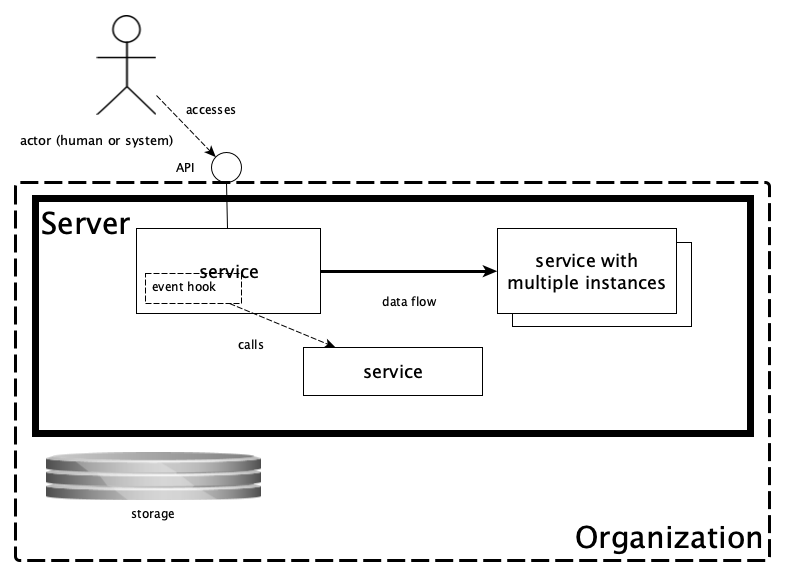 accesses
actor (human or system)
API
Server
service
event hook
service with
multiple instances
data flow
calls
service
storage
Organization